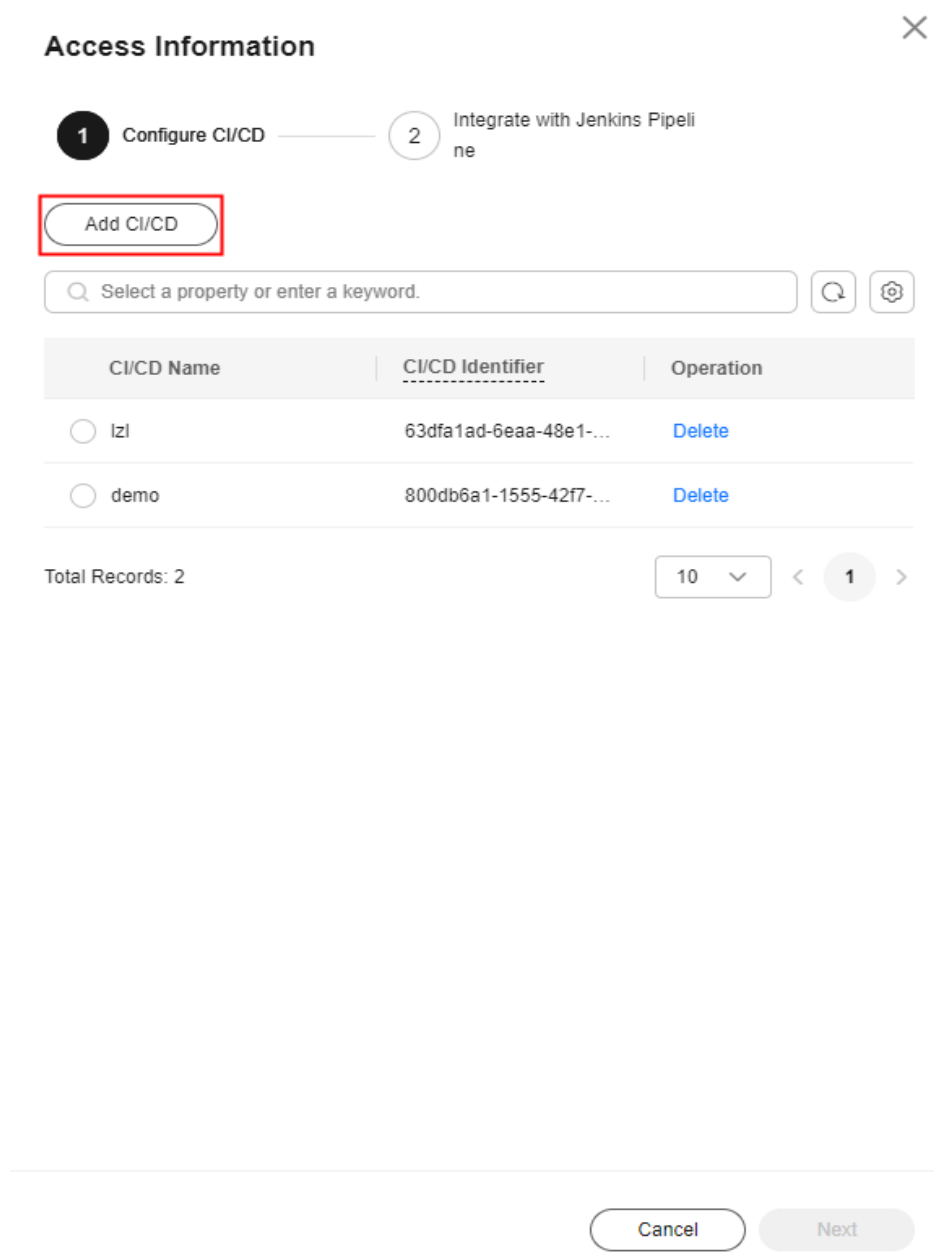 Access Information
1 Configure CI/CD 2 Integrate with Jenkins Pipeli
ne
Add CI/CD
Select a property or enter a keyword.
CI/CD Name CI/CD Identifier Operation
lzl 63dfa1ad-6eaa-48e1-... Delete
demo 800db6a1-1555-42f7-... Delete
Total Records: 2 10 1
Cancel Next